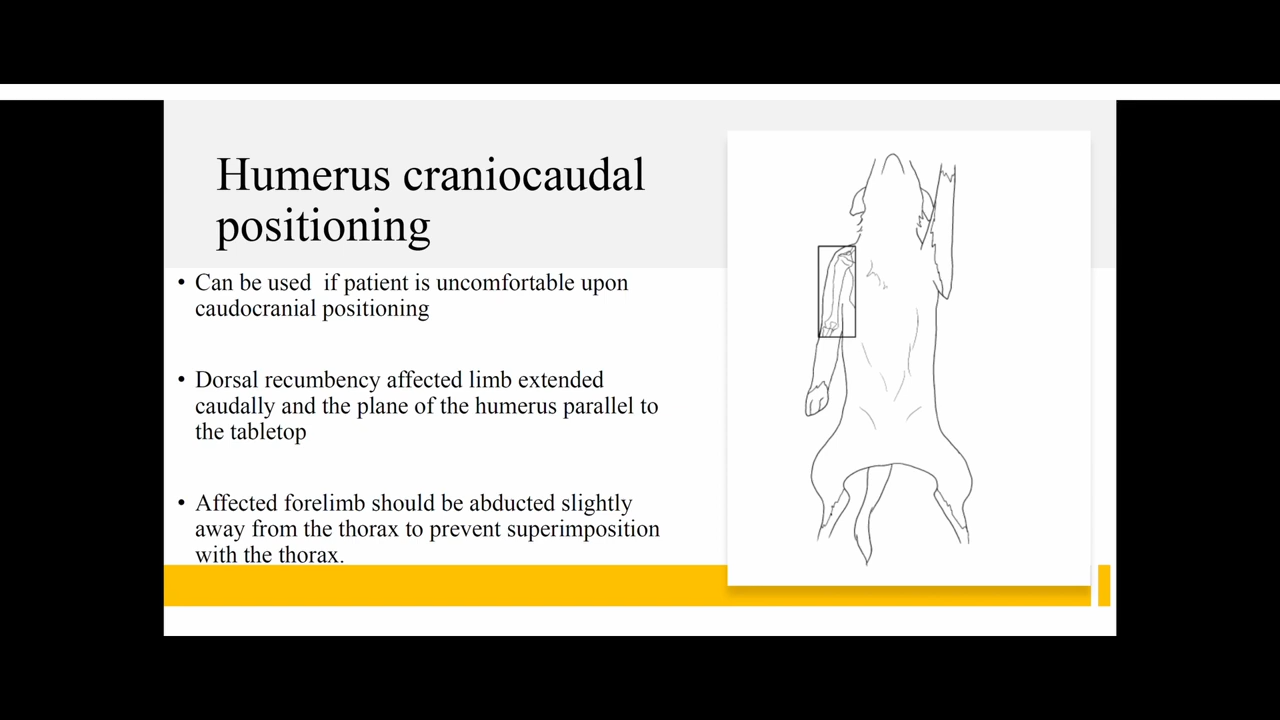 Humerus craniocaudal
positioning
• Can be used  if patient is uncomfortable upon
caudocranial positioning
• Dorsal recumbency affected limb extended
caudally and the plane of the humerus parallel to
the tabletop
• Affected forelimb should be abducted slightly
away from the thorax to prevent superimposition
with the thorax.